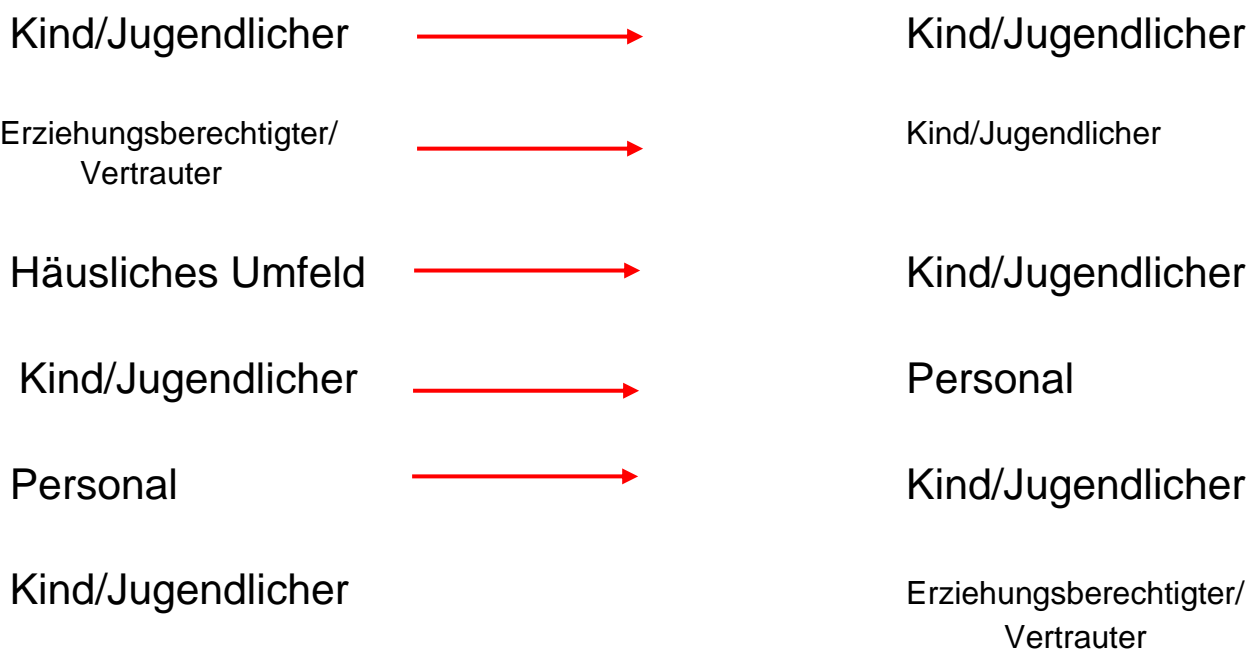 Kind/Jugendlicher Kind/Jugendlicher
Erziehungsberechtigter/ Kind/Jugendlicher
Vertrauter
Häusliches Umfeld Kind/Jugendlicher
Kind/Jugendlicher Personal
Personal Kind/Jugendlicher
Kind/Jugendlicher Erziehungsberechtigter/
Vertrauter